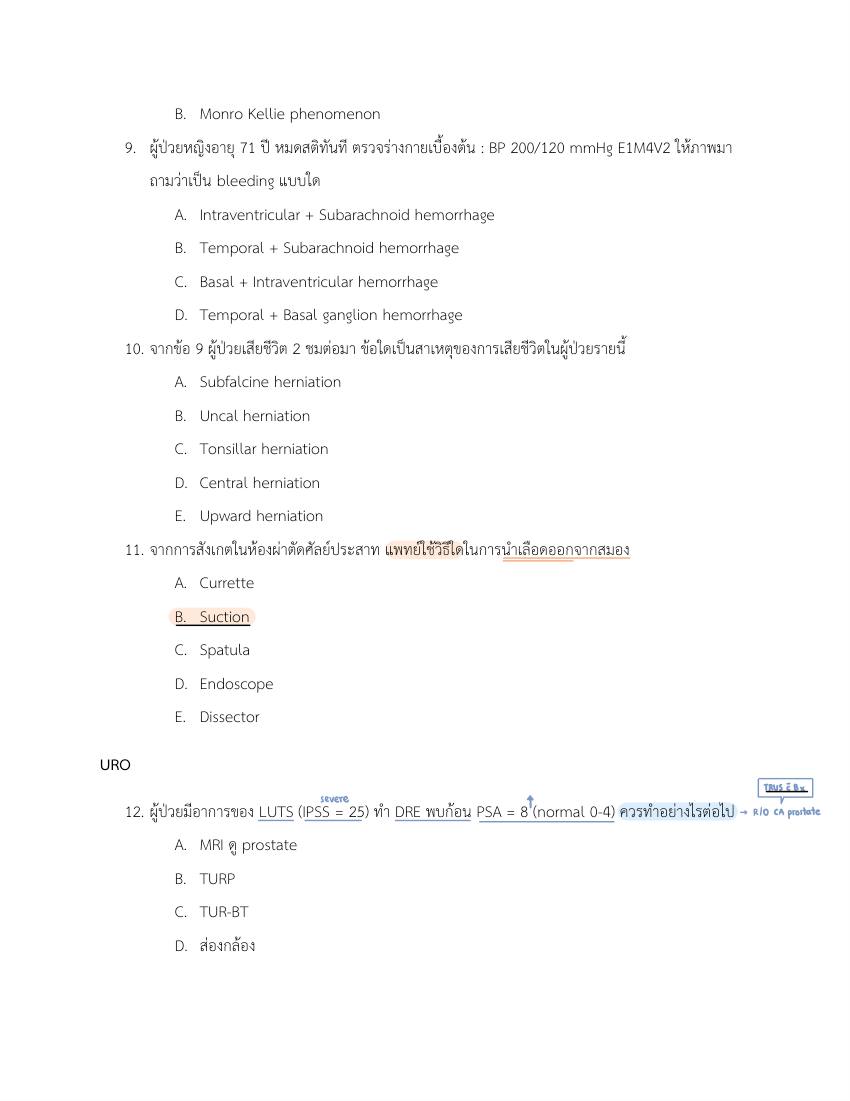 B. Monro Kellie phenomenon
9. ผู้ป่วยหญิงอายุ 71 ปี หมดสติทันที ตรวจร่างกายเบื้องต้น : BP 200/120 mmHg E1M4V2 ให้ภาพมา
ถามว่าเป็น bleeding แบบใด
A. Intraventricular + Subarachnoid hemorrhage
B. Temporal + Subarachnoid hemorrhage
C. Basal + Intraventricular hemorrhage
D. Temporal + Basal ganglion hemorrhage
10. จากข้อ 9 ผู้ป่วยเสียชีวิต 2 ชมต่อมา ข้อใดเป็นสาเหตุของการเสียชีวิตในผู้ป่วยรายนี้
A. Subfalcine herniation
B. Uncal herniation
C. Tonsillar herniation
D. Central herniation
E. Upward herniation
11. จากการสังเกตในห้องผ่าตัดศัลย์ประสาท แพทย์ใช้วิธีใดในการนำเลือดออกจากสมอง
A. Currette
B. Suction
C. Spatula
D. Endoscope
E. Dissector
URO
TRUS c̄ Bx
severe ↑
12. ผู้ป่วยมีอาการของ LUTS (IPSS = 25) ทำ DRE พบก้อน PSA = 8 (normal 0-4) ควรทำอย่างไรต่อไป → R/O CA prostate
A. MRI ดู prostate
B. TURP
C. TUR-BT
D. ส่องกล้อง